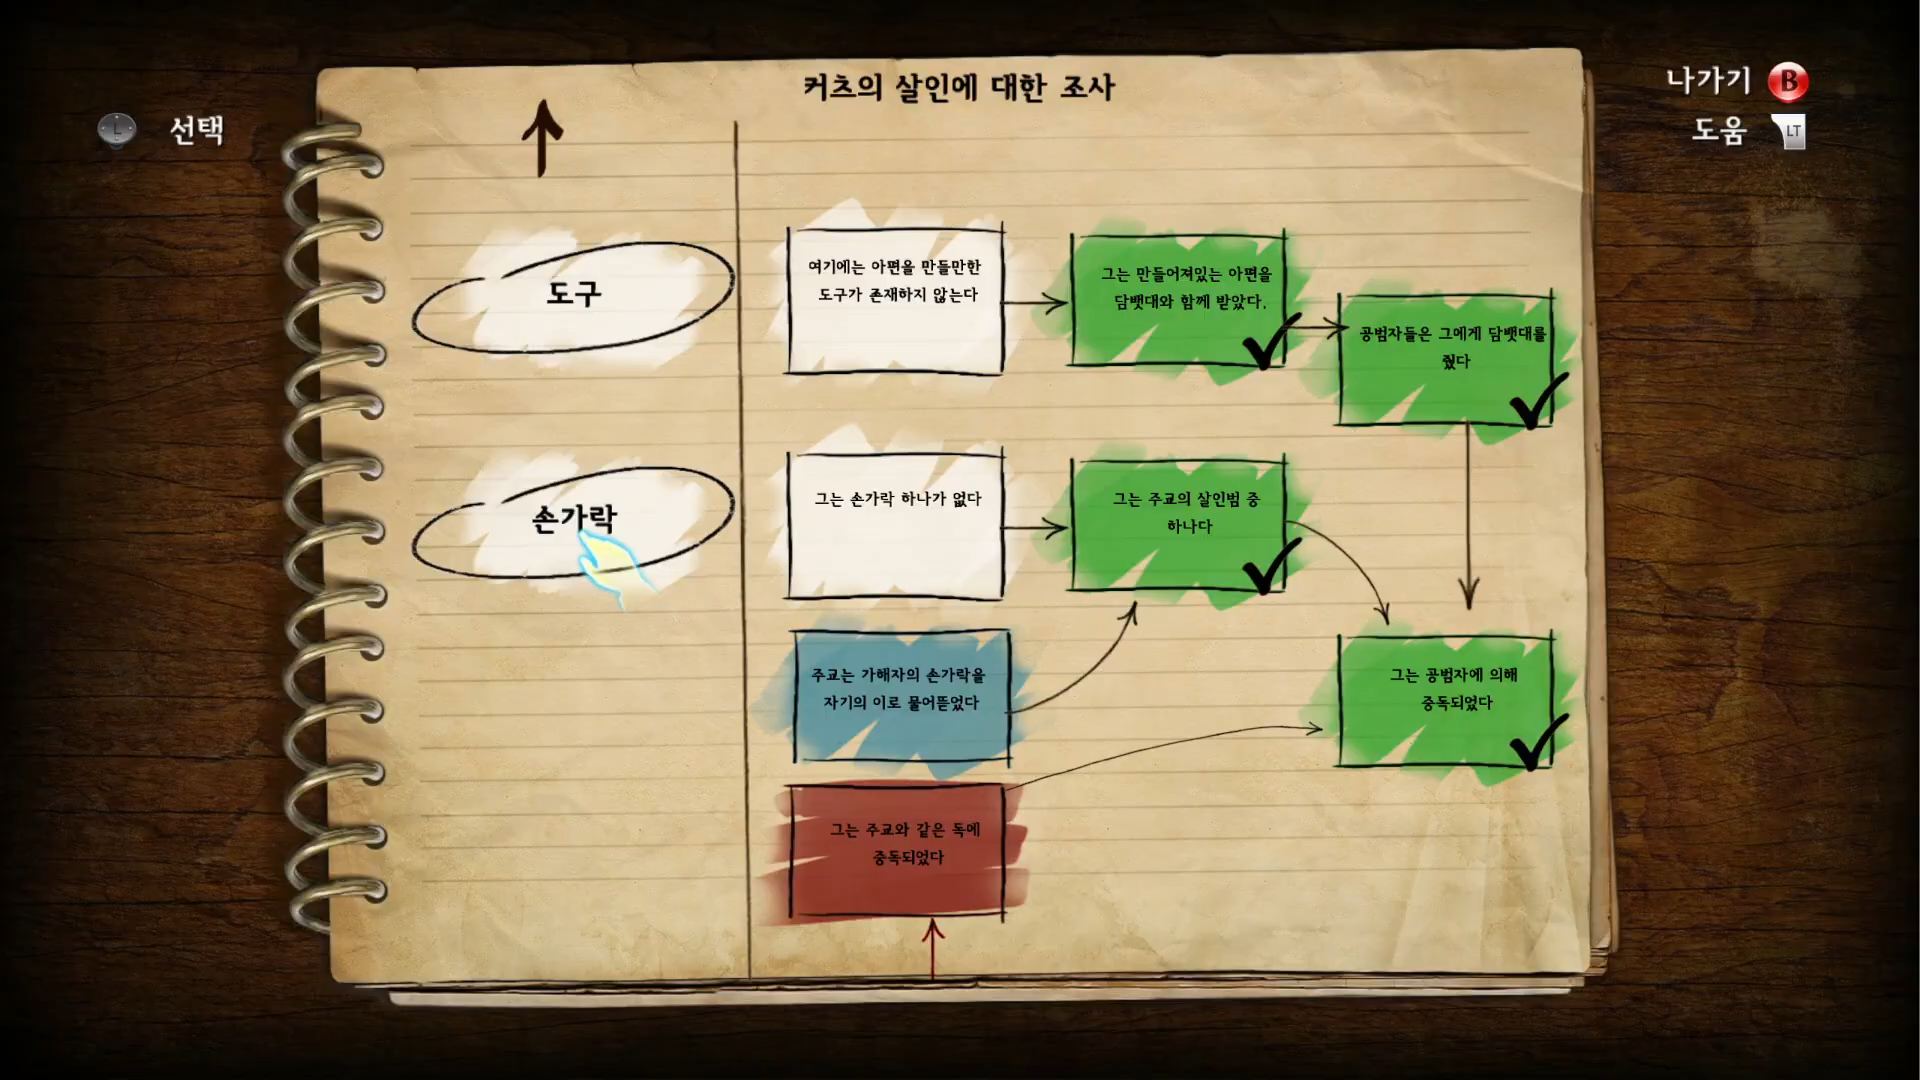 커츠의 살인에 대한 조사
나가기 B
L 선택
도움 LT
도구
여기에는 아편을 만들만한
도구가 존재하지 않는다
그는 만들어져있는 아편을
담뱃대와 함께 받았다.
공범자들은 그에게 담뱃대를
줬다
손가락
그는 손가락 하나가 없다
그는 주교의 살인범 중
하나다
주교는 가해자의 손가락을
자기의 이로 물어뜯었다
그는 공범자에 의해
중독되었다
그는 주교와 같은 독에
중독되었다